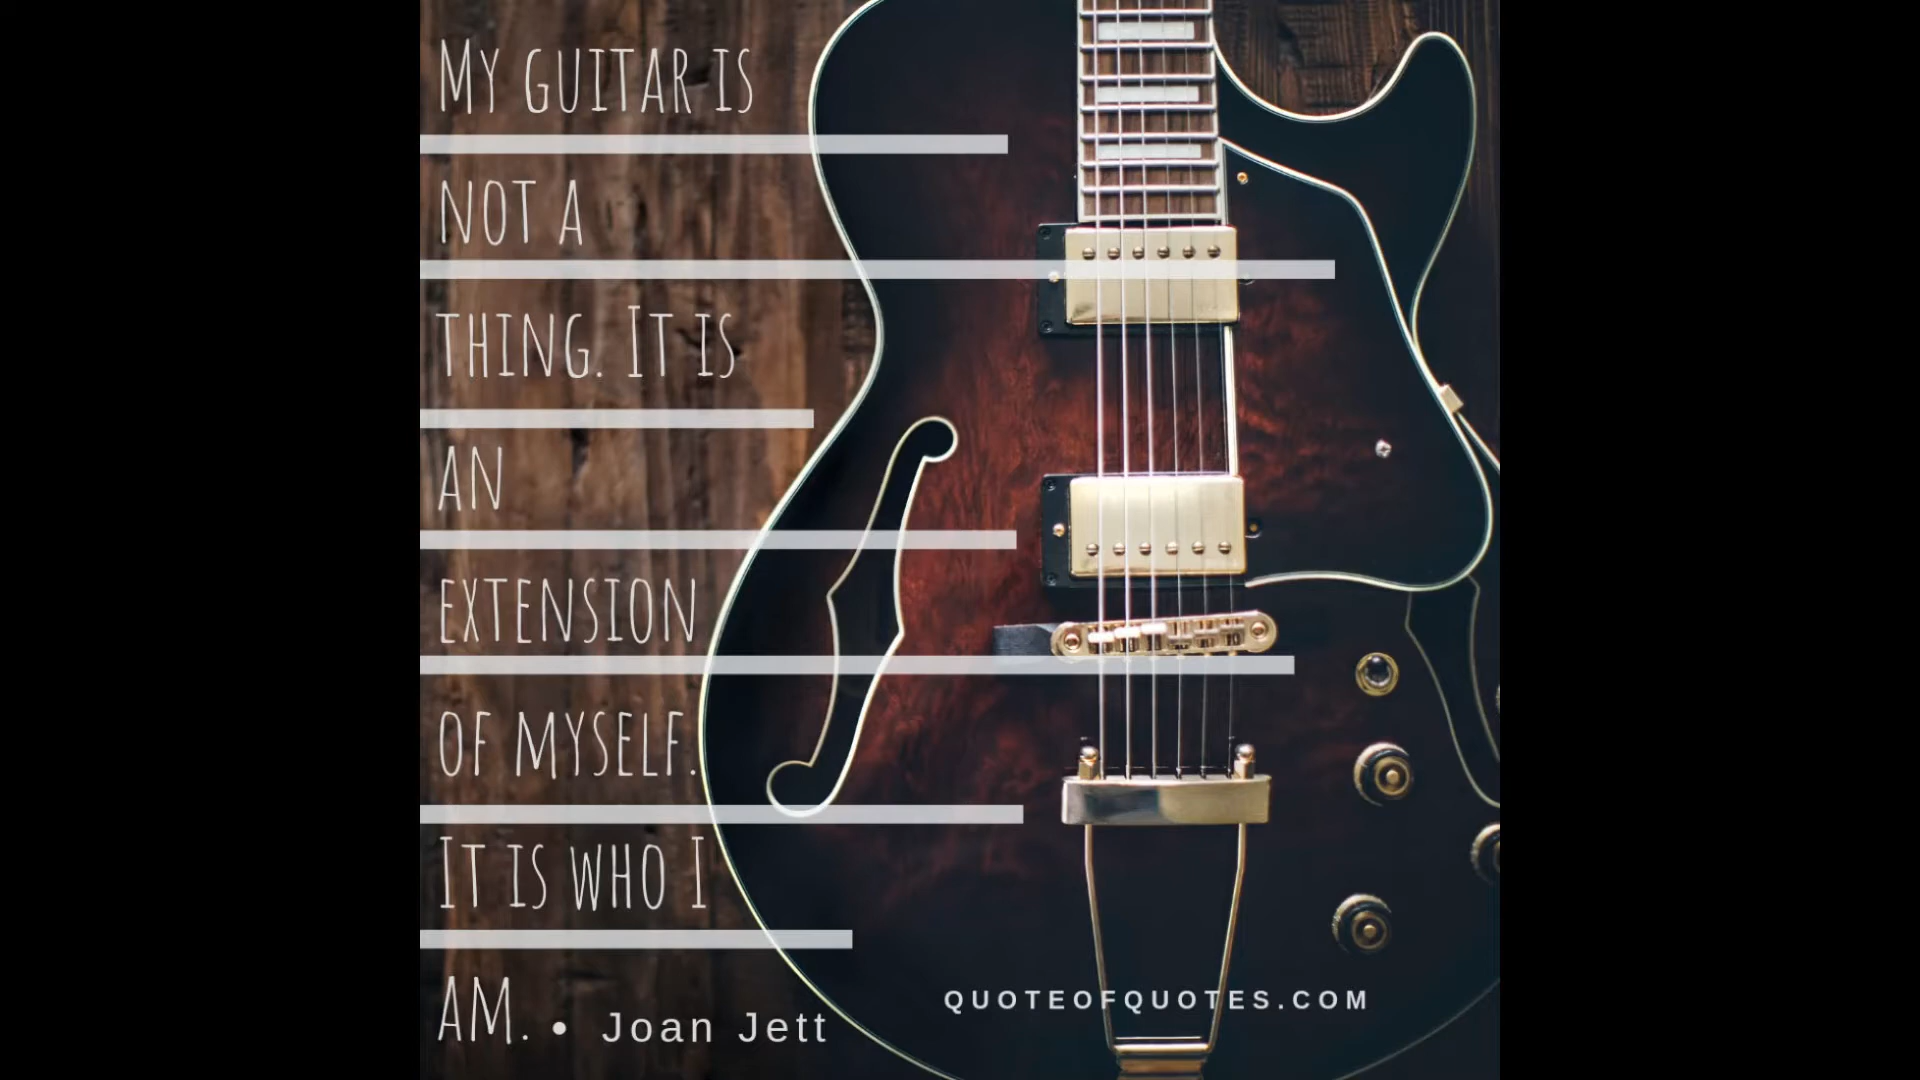 My guitar is
not a
thing. It is
an
extension
of myself.
It is who I
am. • Joan Jett
QUOTEOFQUOTES.COM